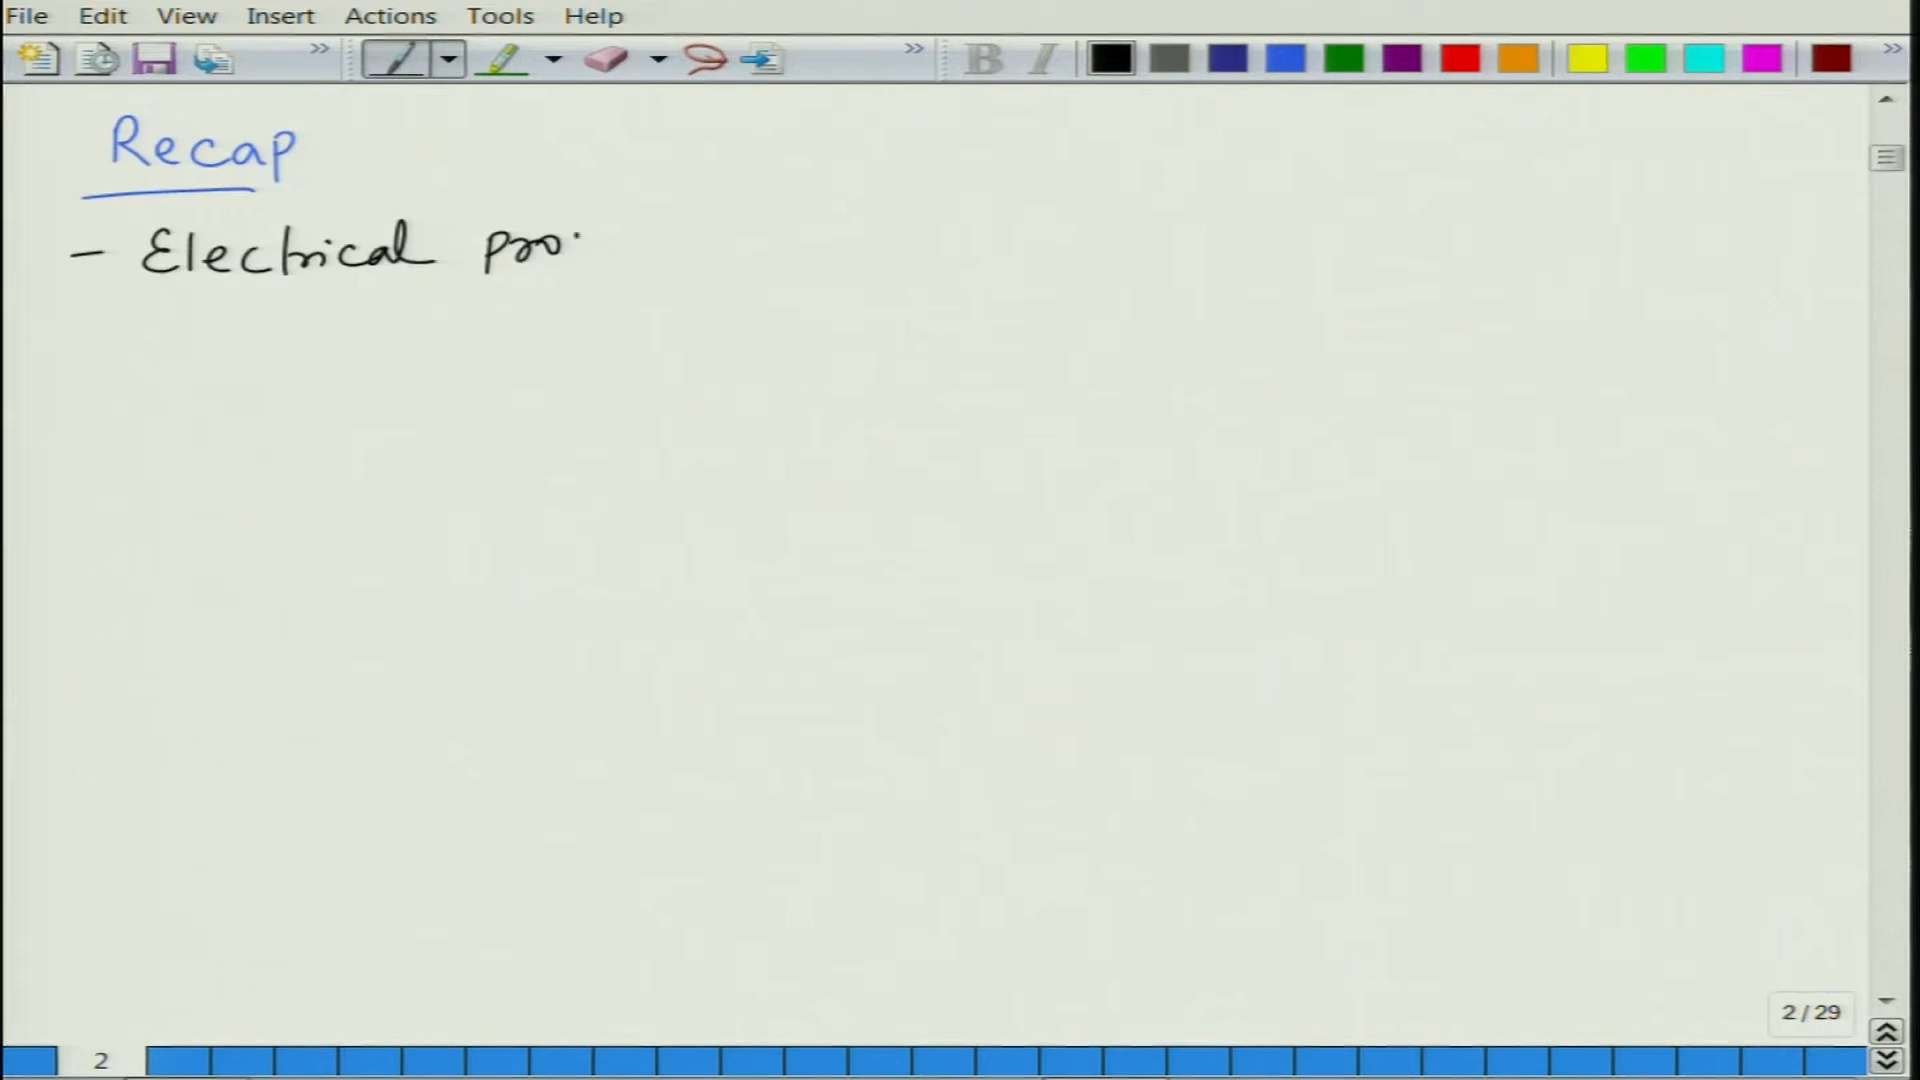 File Edit View Insert Actions Tools Help
B I
Recap
- Electrical pro
2 / 29
2